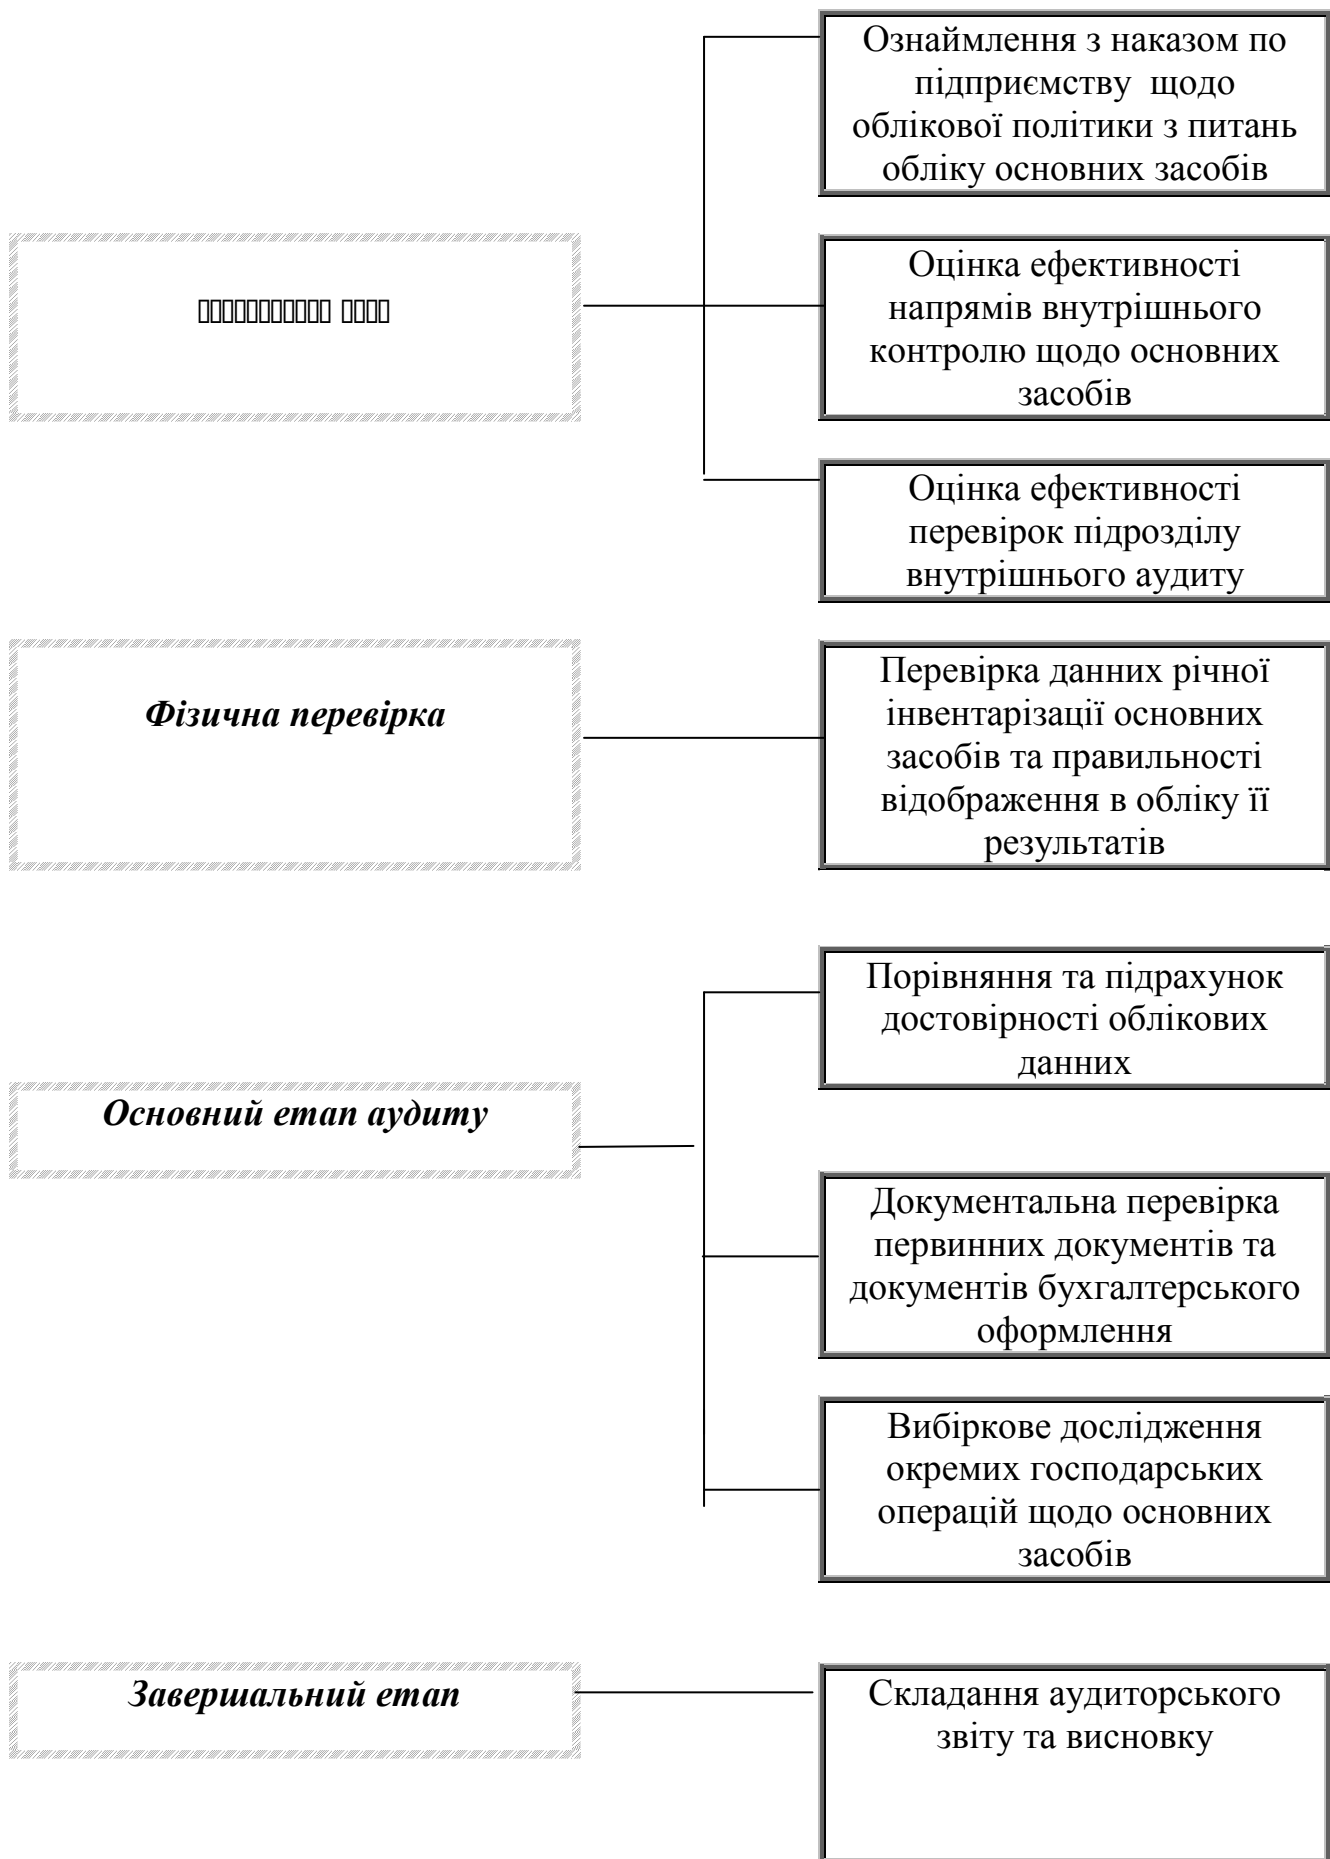 Ознаймлення з наказом по
підприємству щодо
облікової політики з питань
обліку основних засобів
Оцінка ефективності
напрямів внутрішнього
контролю щодо основних
засобів
Оцінка ефективності
перевірок підрозділу
внутрішнього аудиту
Фізична перевірка
Перевірка данних річної
інвентарізації основних
засобів та правильності
відображення в обліку її
результатів
Порівняння та підрахунок
достовірності облікових
данних
Основний етап аудиту
Документальна перевірка
первинних документів та
документів бухгалтерського
оформлення
Вибіркове дослідження
окремих господарських
операцій щодо основних
засобів
Завершальний етап
Складання аудиторського
звіту та висновку